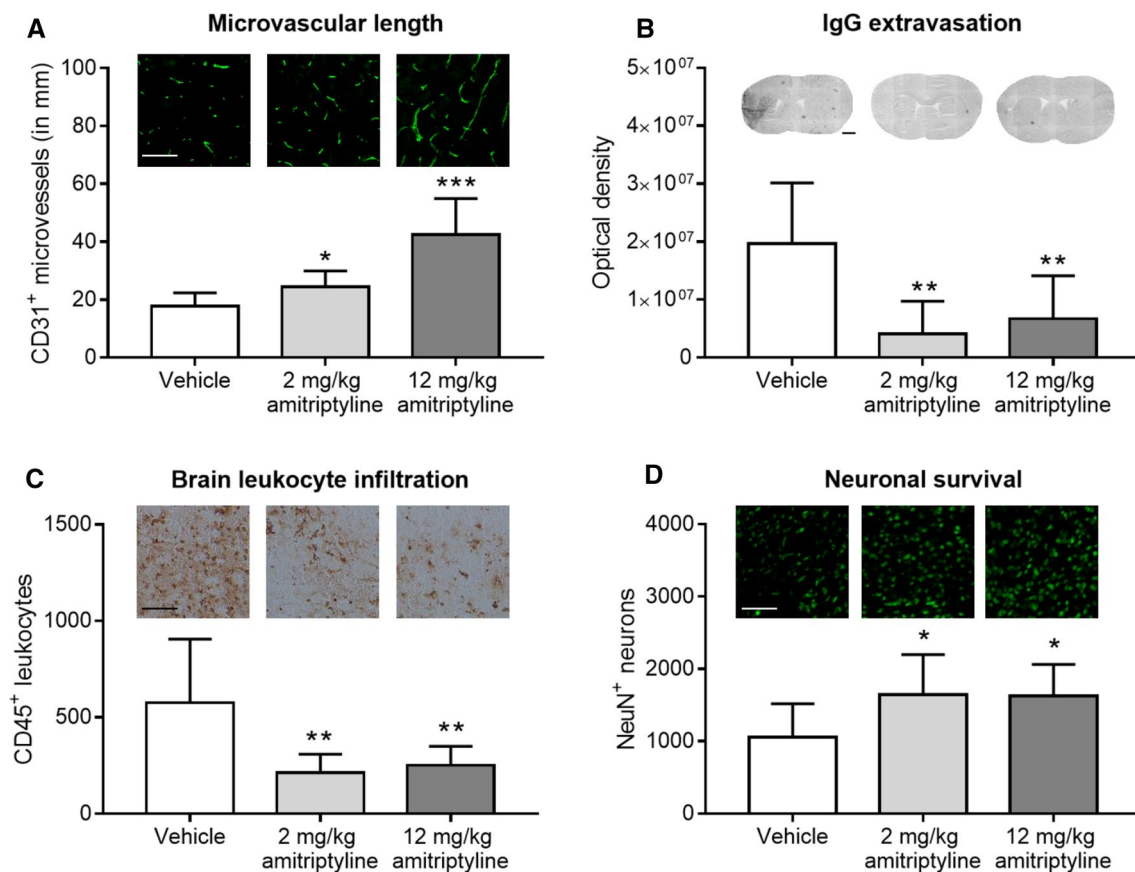 A
Microvascular length
CD31+ microvessels (in mm)
100
80
60
40
20
0
*
***
Vehicle
2 mg/kg
amitriptyline
12 mg/kg
amitriptyline
B
IgG extravasation
Optical density
5×10^07
4×10^07
3×10^07
2×10^07
1×10^07
0
**
**
Vehicle
2 mg/kg
amitriptyline
12 mg/kg
amitriptyline
C
Brain leukocyte infiltration
CD45+ leukocytes
1500
1000
500
0
**
**
Vehicle
2 mg/kg
amitriptyline
12 mg/kg
amitriptyline
D
Neuronal survival
NeuN+ neurons
4000
3000
2000
1000
0
*
*
Vehicle
2 mg/kg
amitriptyline
12 mg/kg
amitriptyline